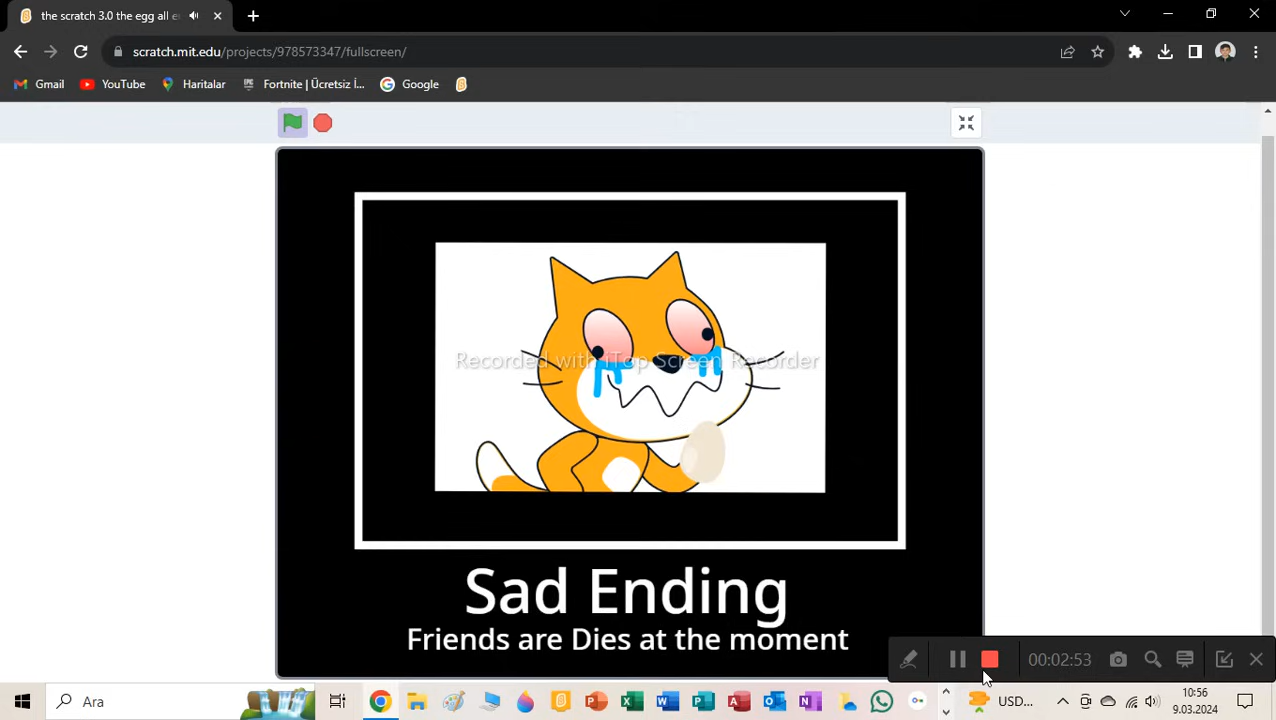 the scratch 3.0 the egg all e
scratch.mit.edu/projects/978573347/fullscreen/
Gmail YouTube Haritalar Fortnite | Ücretsiz İ... Google
Recorded with iTop Screen Recorder
Sad Ending
Friends are Dies at the moment
00:02:53
Ara
USD...
10:56
9.03.2024